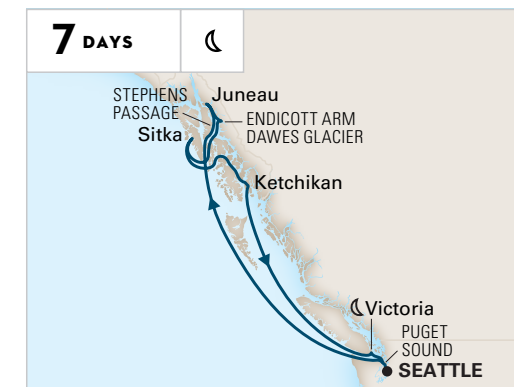 7 DAYS
STEPHENS
PASSAGE
Juneau
ENDICOTT ARM
DAWES GLACIER
Sitka
Ketchikan
Victoria
PUGET
SOUND
SEATTLE